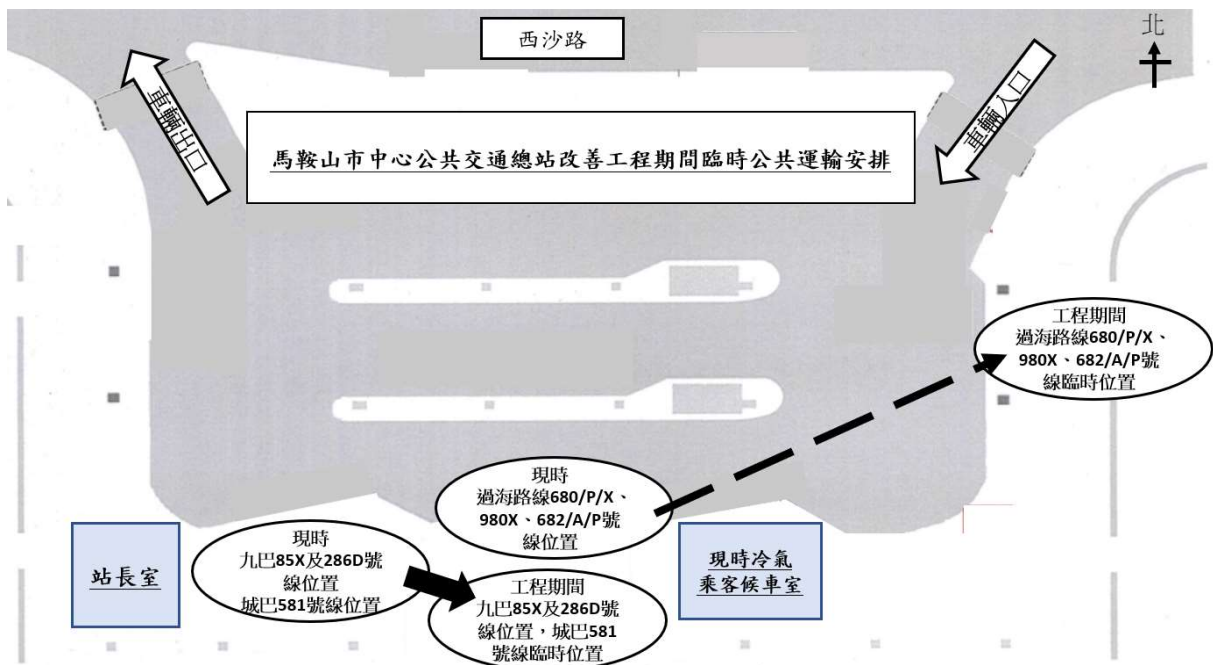 西沙路
北
車輛出口
車輛入口
馬鞍山市中心公共交通總站改善工程期間臨時公共運輸安排
工程期間
過海路線680/P/X、
980X、682/A/P號
線臨時位置
現時
過海路線680/P/X、
980X、682/A/P號
線位置
站長室
現時
九巴85X及286D號
線位置
城巴581號線位置
工程期間
九巴85X及286D號
線位置，城巴581
號線臨時位置
現時冷氣
乘客候車室